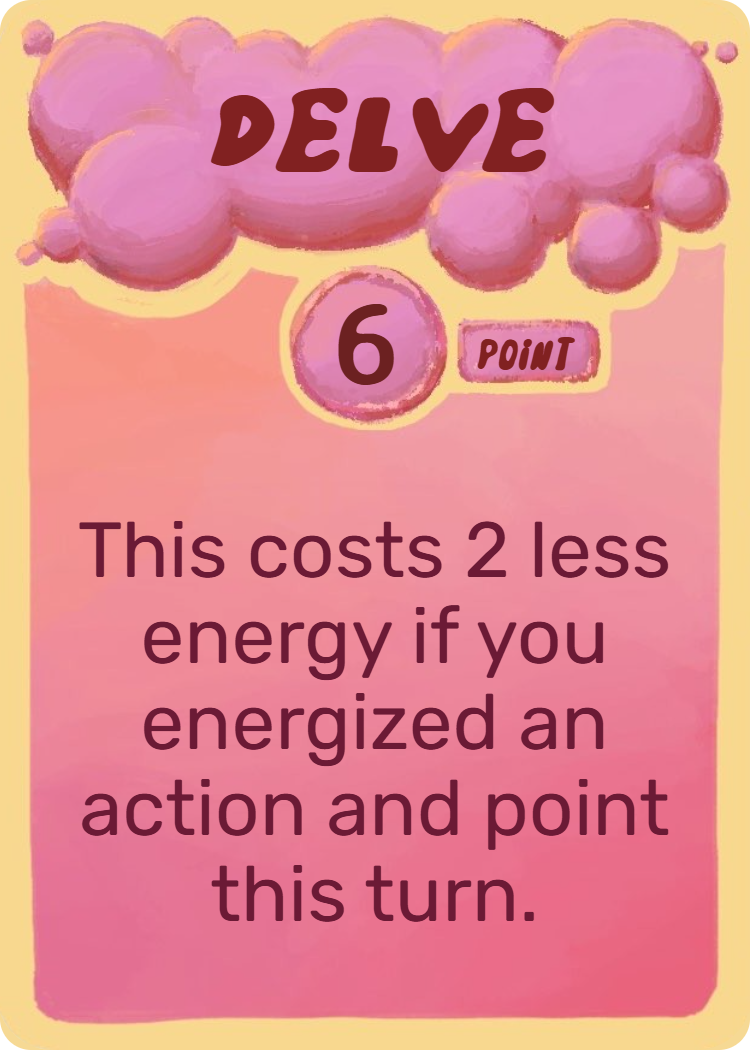 DELVE
6
POINT
This costs 2 less
energy if you
energized an
action and point
this turn.